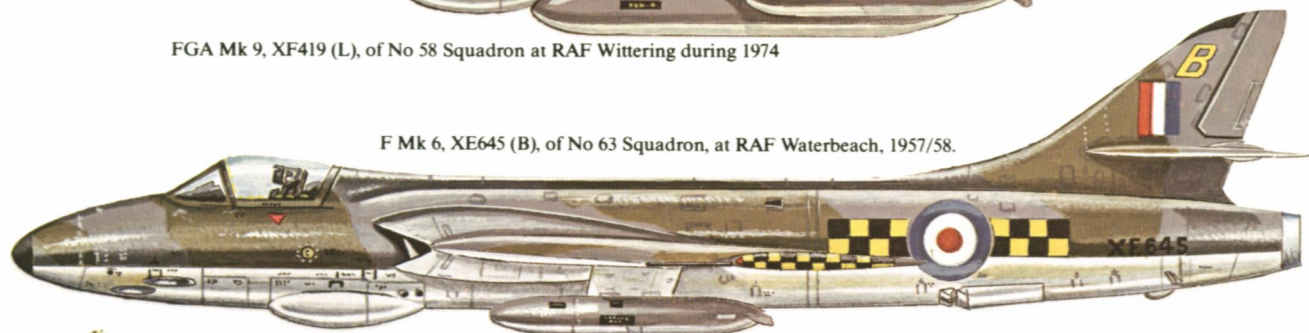 FGA Mk 9, XF419 (L), of No 58 Squadron at RAF Wittering during 1974
B
F Mk 6, XE645 (B), of No 63 Squadron, at RAF Waterbeach, 1957/58.
XE645